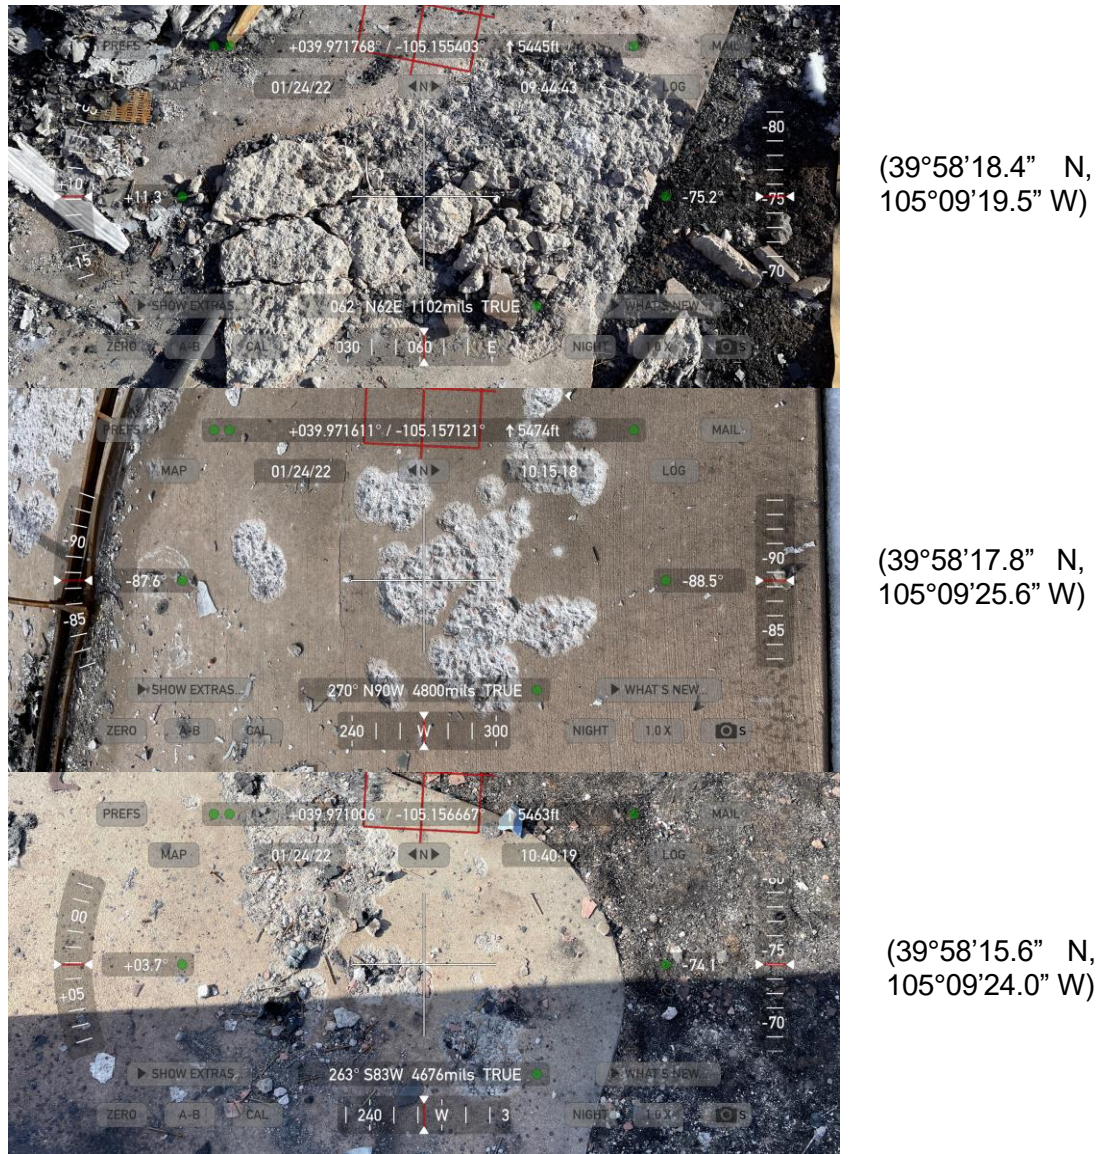 PREFS +039.971768° / -105.155403° ↑ 5445ft MAIL
MAP 01/24/22 ◀N▶ 09:44:43 LOG
-80
+10 +11.3° -75.2° -75
+15 -70
(39°58’18.4” N,
105°09’19.5” W)
▶ SHOW EXTRAS... 062° N62E 1102mils TRUE ▶ WHAT'S NEW...
ZERO A-B CAL 030 | | 060 | | E NIGHT 1.0 X S
PREFS +039.971611° / -105.157121° ↑ 5474ft MAIL
MAP 01/24/22 ◀N▶ 10:15:18 LOG
-90 -90
-87.6° -88.5°
-85 -85
(39°58’17.8” N,
105°09’25.6” W)
▶ SHOW EXTRAS... 270° N90W 4800mils TRUE ▶ WHAT'S NEW...
ZERO A-B CAL 240 | | W | | 300 NIGHT 1.0 X S
PREFS +039.971006° / -105.156667° ↑ 5463ft MAIL
MAP 01/24/22 ◀N▶ 10:40:19 LOG
00 -75
+03.7° -74.1°
+05 -70
(39°58’15.6” N,
105°09’24.0” W)
▶ SHOW EXTRAS... 263° S83W 4676mils TRUE ▶ WHAT'S NEW...
ZERO A-B CAL | 240 | | W | | 3 NIGHT 1.0 X S